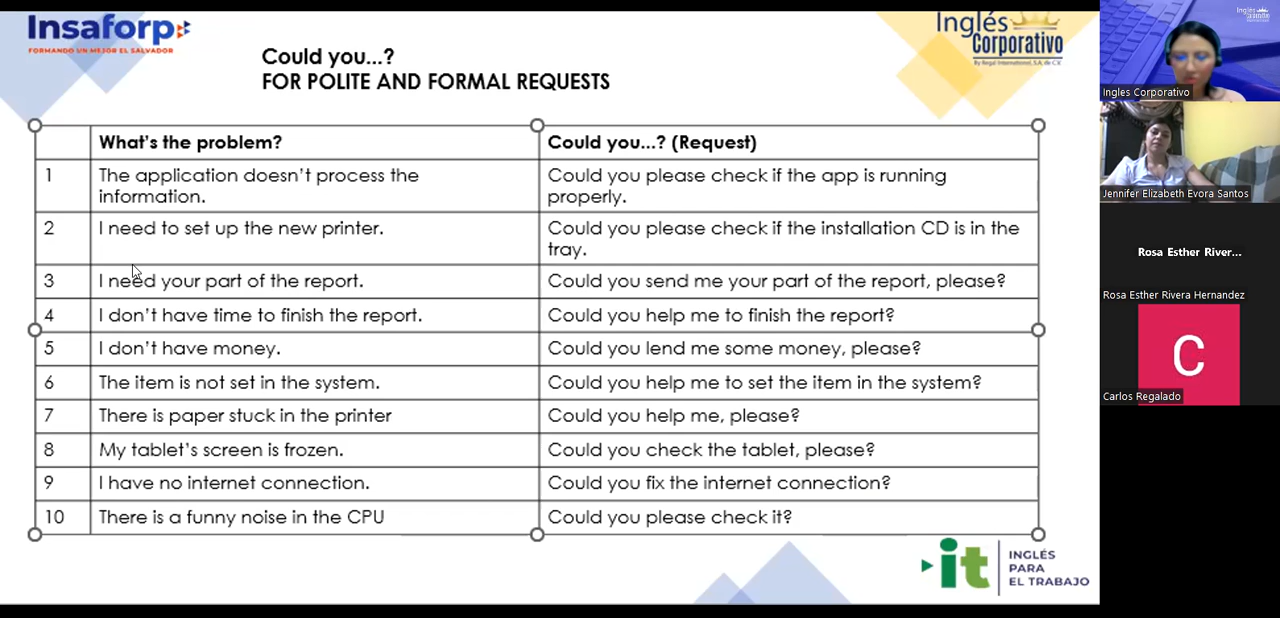 Insaforp
FORMANDO UN MEJOR EL SALVADOR
Could you...?
FOR POLITE AND FORMAL REQUESTS
Inglés
Corporativo
By Regal International, S.A. de C.V.
What's the problem?
Could you...? (Request)
1
The application doesn't process the
information.
Could you please check if the app is running
properly.
2
I need to set up the new printer.
Could you please check if the installation CD is in the
tray.
3
I need your part of the report.
Could you send me your part of the report, please?
4
I don't have time to finish the report.
Could you help me to finish the report?
5
I don't have money.
Could you lend me some money, please?
6
The item is not set in the system.
Could you help me to set the item in the system?
7
There is paper stuck in the printer
Could you help me, please?
8
My tablet's screen is frozen.
Could you check the tablet, please?
9
I have no internet connection.
Could you fix the internet connection?
10
There is a funny noise in the CPU
Could you please check it?
it
INGLÉS
PARA
EL TRABAJO
Ingles Corporativo
Jennifer Elizabeth Evora Santos
Rosa Esther River...
Rosa Esther Rivera Hernandez
C
Carlos Regalado